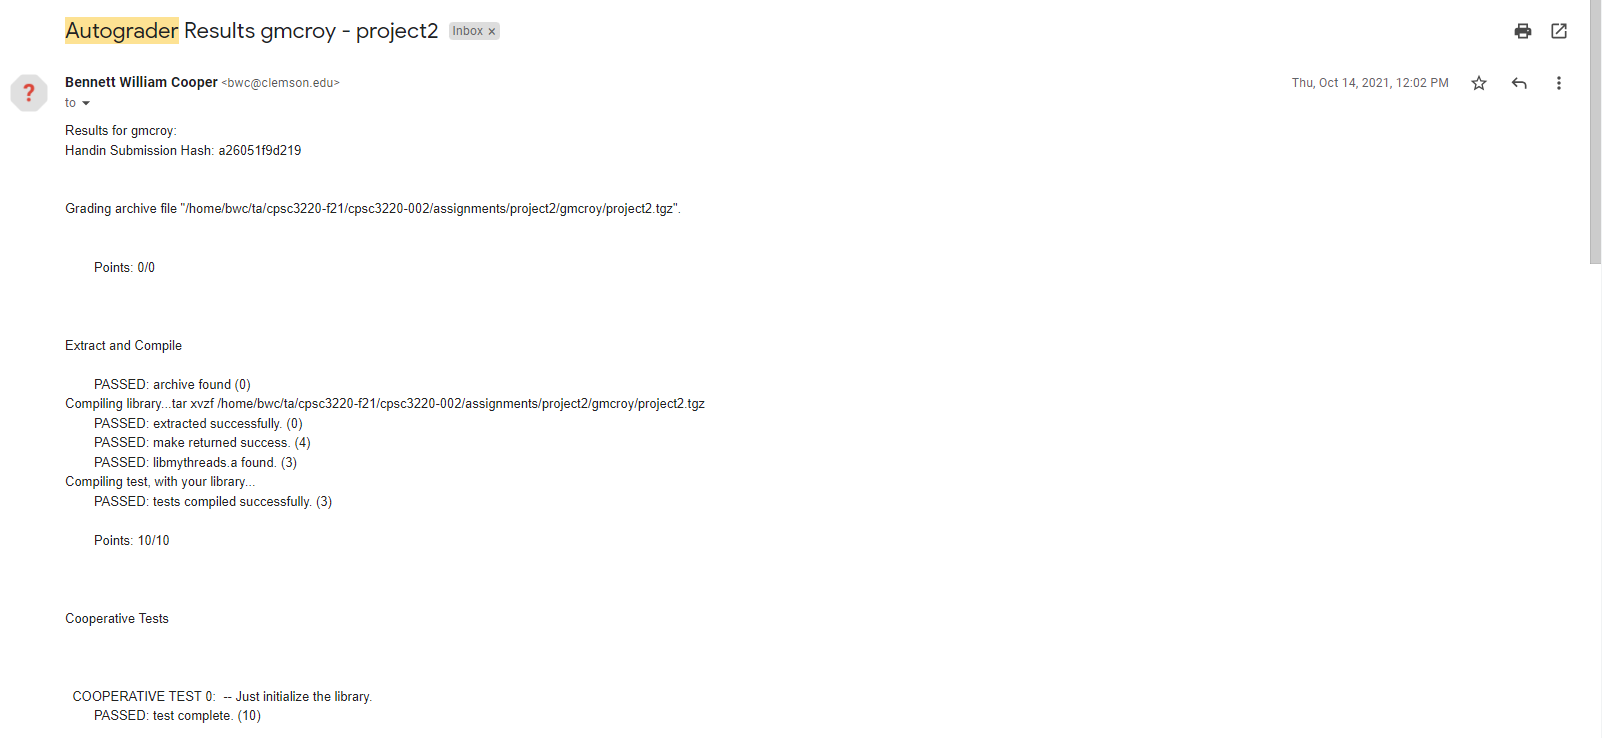 Autograder Results gmcroy - project2 Inbox ×
Bennett William Cooper <bwc@clemson.edu> Thu, Oct 14, 2021, 12:02 PM
?
to
Results for gmcroy:
Handin Submission Hash: a26051f9d219
Grading archive file "/home/bwc/ta/cpsc3220-f21/cpsc3220-002/assignments/project2/gmcroy/project2.tgz".
Points: 0/0
Extract and Compile
PASSED: archive found (0)
Compiling library...tar xvzf /home/bwc/ta/cpsc3220-f21/cpsc3220-002/assignments/project2/gmcroy/project2.tgz
PASSED: extracted successfully. (0)
PASSED: make returned success. (4)
PASSED: libmythreads.a found. (3)
Compiling test, with your library...
PASSED: tests compiled successfully. (3)
Points: 10/10
Cooperative Tests
COOPERATIVE TEST 0:  -- Just initialize the library.
PASSED: test complete. (10)